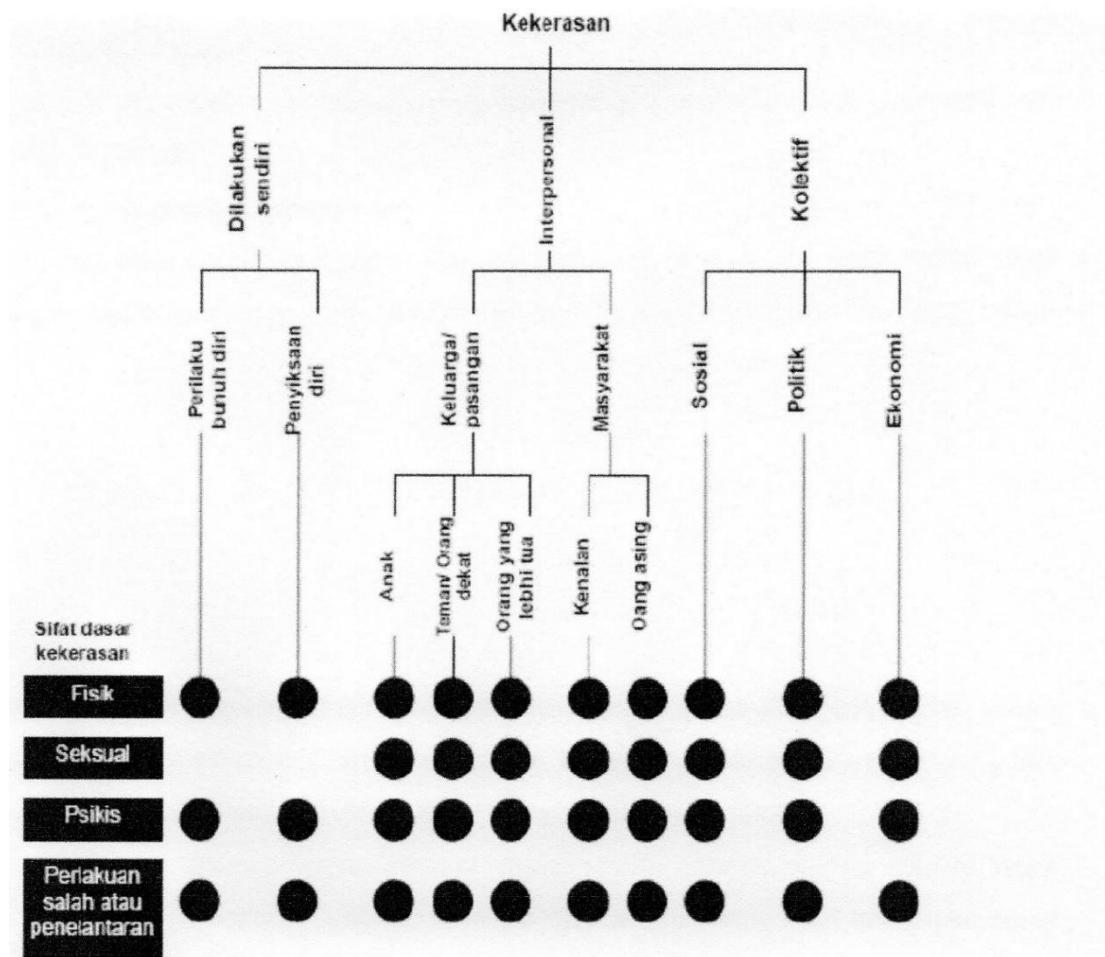 Kekerasan
Dilakukan
sendiri
Interpersonal
Kolektif
Perilaku
bunuh diri
Penyiksaan
diri
Keluarga/
pasangan
Masyarakat
Sosial
Politik
Ekonomi
Anak
Teman/ Orang
dekat
Orang yang
lebhi tua
Kenalan
Oang asing
Sifat dasar
kekerasan
Fisik
Seksual
Psikis
Perlakuan
salah atau
penelantaran